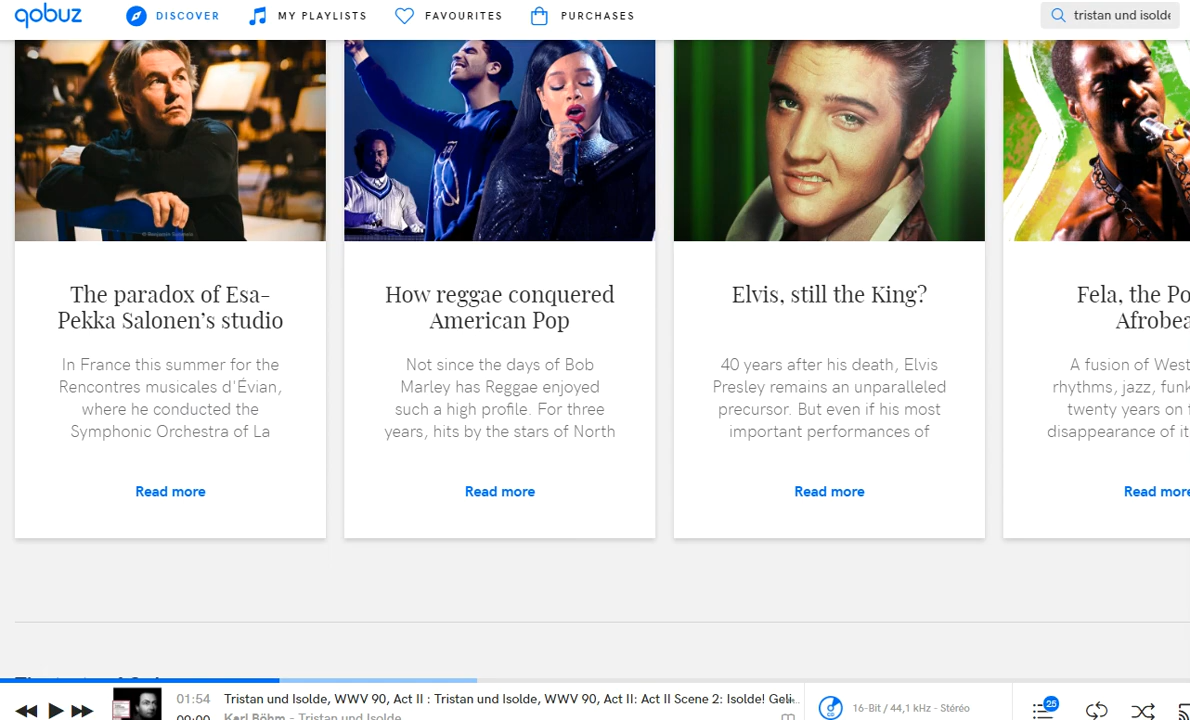 qobuz
DISCOVER
MY PLAYLISTS
FAVOURITES
PURCHASES
tristan und isolde
The paradox of Esa-
Pekka Salonen's studio
In France this summer for the
Rencontres musicales d'Évian,
where he conducted the
Symphonic Orchestra of La
Read more
How reggae conquered
American Pop
Not since the days of Bob
Marley has Reggae enjoyed
such a high profile. For three
years, hits by the stars of North
Read more
Elvis, still the King?
40 years after his death, Elvis
Presley remains an unparalleled
precursor. But even if his most
important performances of
Read more
Fela, the Po
Afrobea
A fusion of West
rhythms, jazz, funk
twenty years on
disappearance of it
Read more
01:54
Tristan und Isolde, WWV 90, Act II : Tristan und Isolde, WWV 90, Act II: Act II Scene 2: Isolde! Geli...
00:00
Karl Böhm - Tristan und Isolde
CD
16-Bit / 44,1 kHz - Stéréo
26